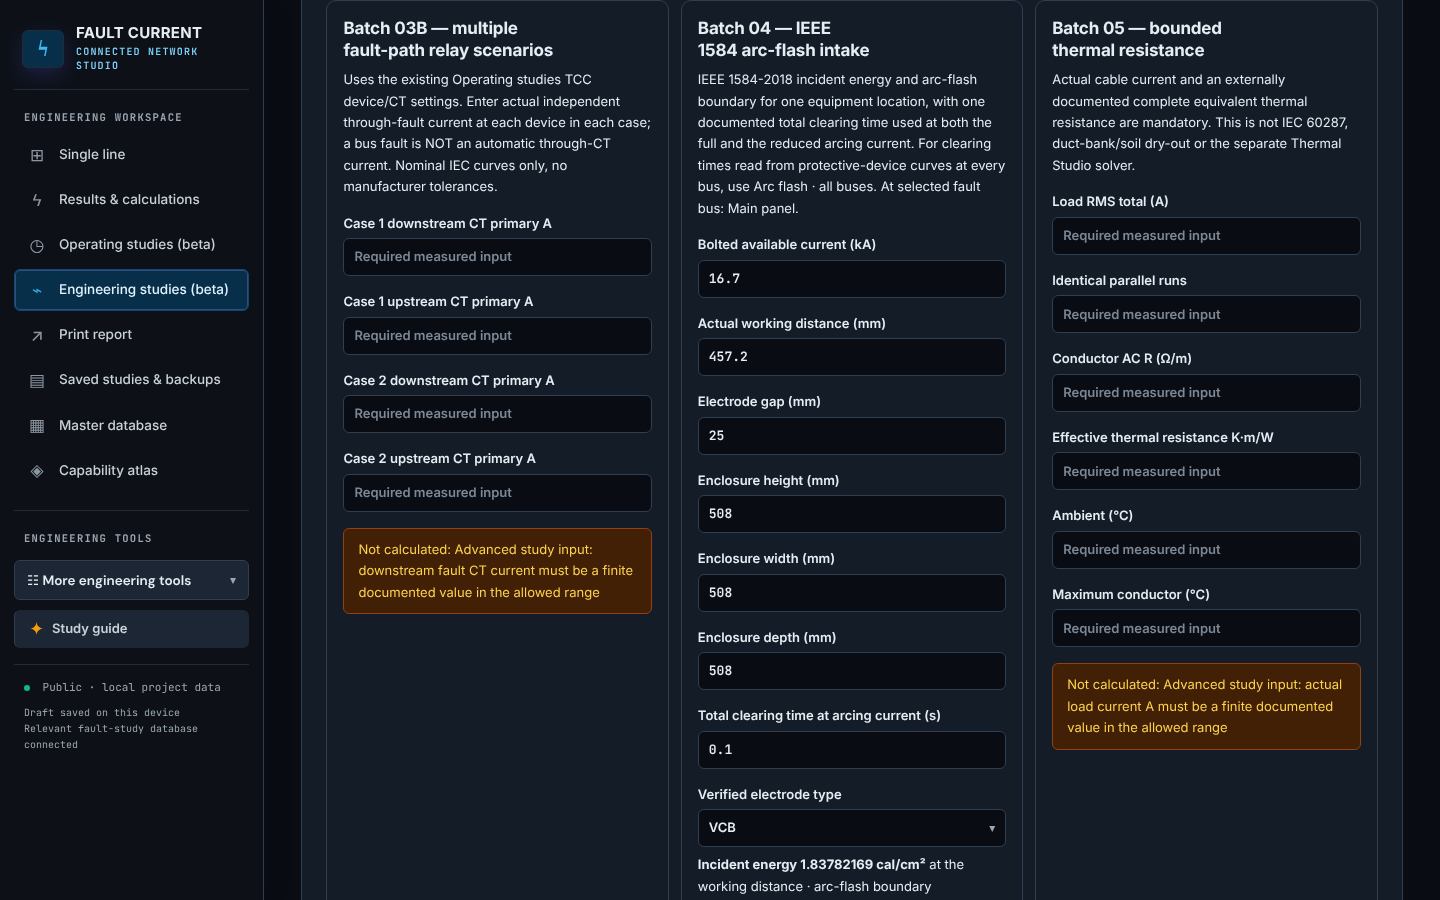 FAULT CURRENT
CONNECTED NETWORK
STUDIO
ENGINEERING WORKSPACE
Single line
Results & calculations
Operating studies (beta)
Engineering studies (beta)
Print report
Saved studies & backups
Master database
Capability atlas
ENGINEERING TOOLS
More engineering tools
Study guide
Public · local project data
Draft saved on this device
Relevant fault-study database
connected
Batch 03B — multiple
fault-path relay scenarios
Uses the existing Operating studies TCC
device/CT settings. Enter actual independent
through-fault current at each device in each case;
a bus fault is NOT an automatic through-CT
current. Nominal IEC curves only, no
manufacturer tolerances.
Case 1 downstream CT primary A
Required measured input
Case 1 upstream CT primary A
Required measured input
Case 2 downstream CT primary A
Required measured input
Case 2 upstream CT primary A
Required measured input
Not calculated: Advanced study input:
downstream fault CT current must be a finite
documented value in the allowed range
Batch 04 — IEEE
1584 arc-flash intake
IEEE 1584-2018 incident energy and arc-flash
boundary for one equipment location, with one
documented total clearing time used at both the
full and the reduced arcing current. For clearing
times read from protective-device curves at every
bus, use Arc flash · all buses. At selected fault
bus: Main panel.
Bolted available current (kA)
16.7
Actual working distance (mm)
457.2
Electrode gap (mm)
25
Enclosure height (mm)
508
Enclosure width (mm)
508
Enclosure depth (mm)
508
Total clearing time at arcing current (s)
0.1
Verified electrode type
VCB
Incident energy 1.83782169 cal/cm² at the
working distance · arc-flash boundary
Batch 05 — bounded
thermal resistance
Actual cable current and an externally
documented complete equivalent thermal
resistance are mandatory. This is not IEC 60287,
duct-bank/soil dry-out or the separate Thermal
Studio solver.
Load RMS total (A)
Required measured input
Identical parallel runs
Required measured input
Conductor AC R (Ω/m)
Required measured input
Effective thermal resistance K·m/W
Required measured input
Ambient (°C)
Required measured input
Maximum conductor (°C)
Required measured input
Not calculated: Advanced study input: actual
load current A must be a finite documented
value in the allowed range